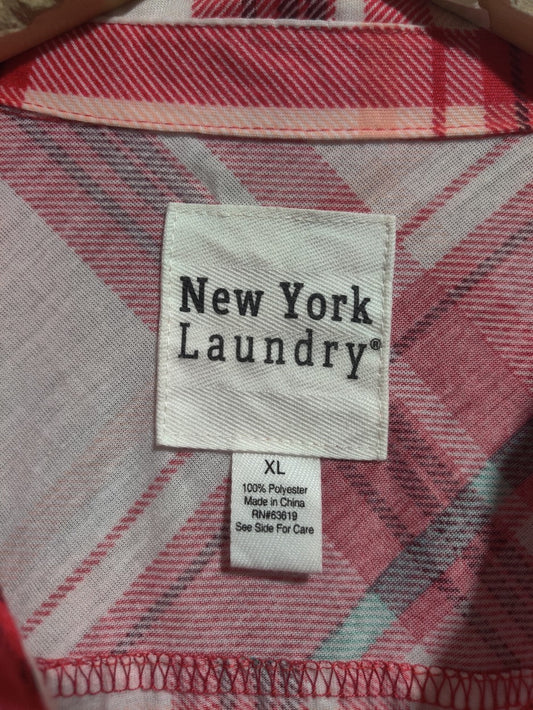 New York
Laundry®
XL
100% Polyester
Made in China
RN#63619
See Side For Care